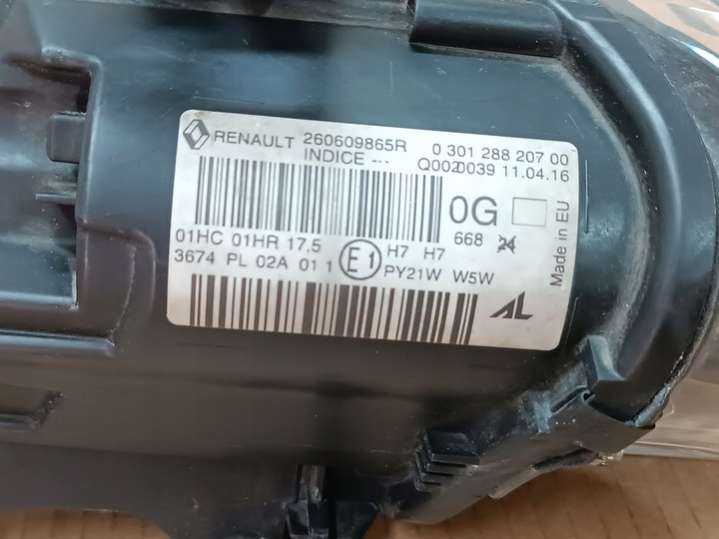 RENAULT 260609865R 0 301 288 207 00
INDICE --- Q0020039 11.04.16
0G
668 24
Made in EU
01HC 01HR 17.5 H7 H7
3674 PL 02A 01 1 E1 PY21W W5W
AL